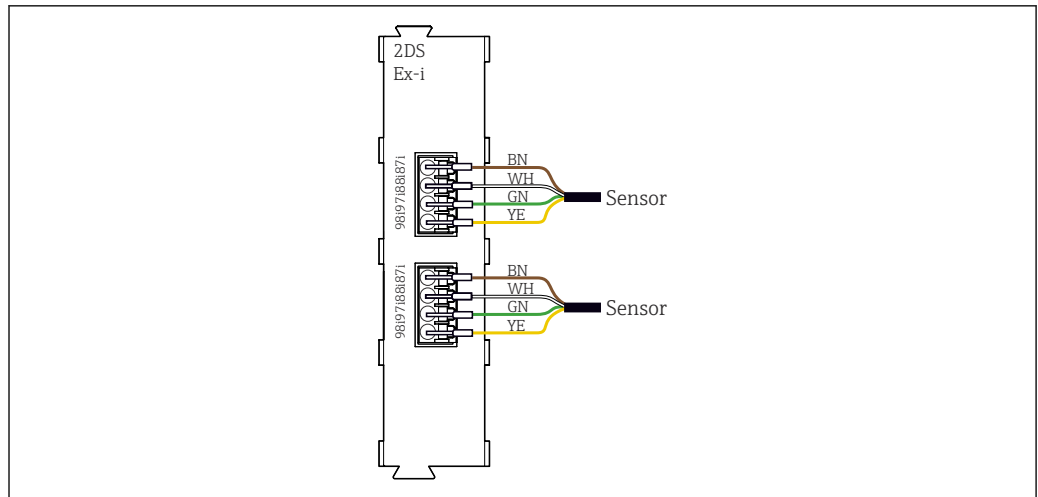 2DS
Ex-i
98i97i88i87i
BN
WH
GN
YE
Sensor
98i97i88i87i
BN
WH
GN
YE
Sensor